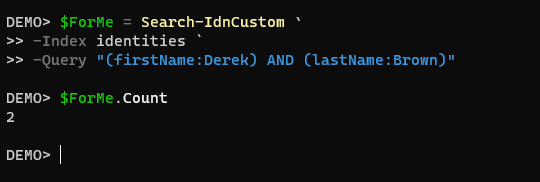 DEMO> $ForMe = Search-IdnCustom `
>> -Index identities `
>> -Query "(firstName:Derek) AND (lastName:Brown)"
DEMO> $ForMe.Count
2
DEMO>